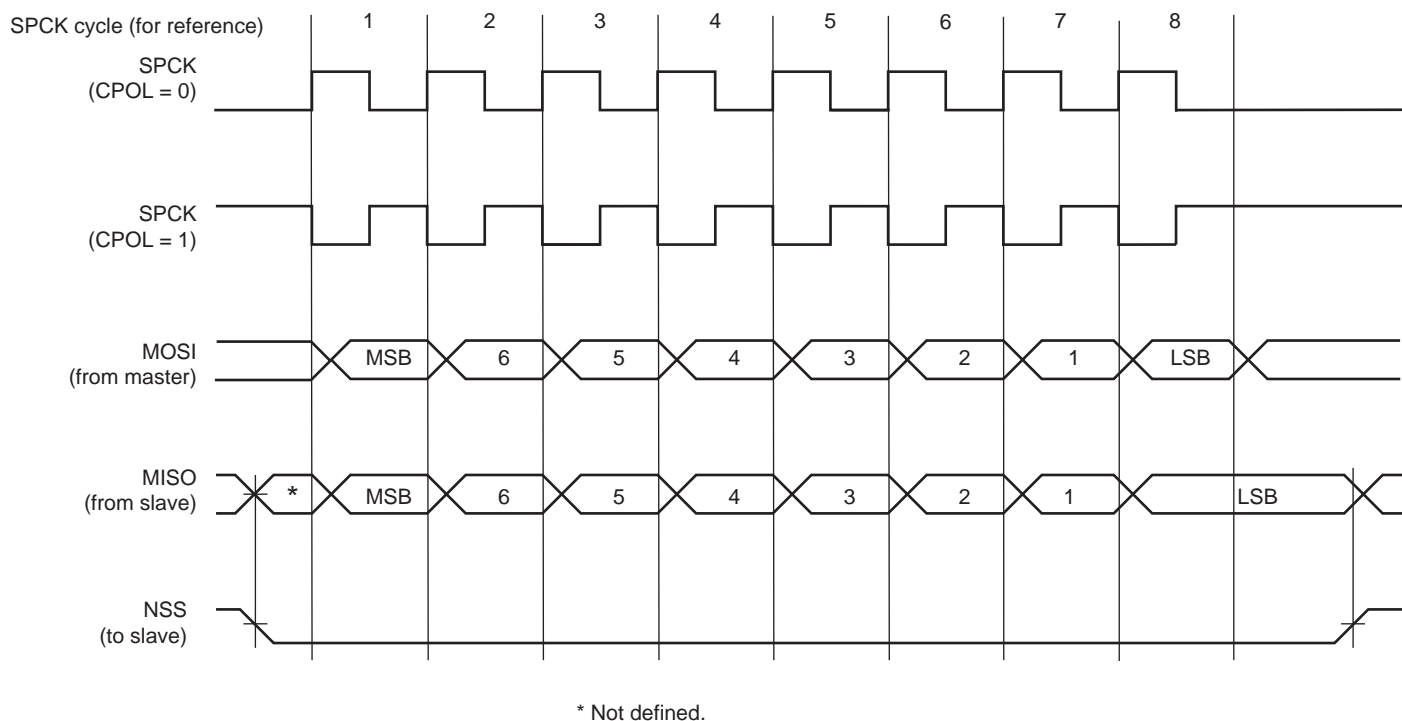 SPCK cycle (for reference)
1 2 3 4 5 6 7 8
SPCK
(CPOL = 0)
SPCK
(CPOL = 1)
MOSI
(from master)
MSB 6 5 4 3 2 1 LSB
MISO
(from slave)
* MSB 6 5 4 3 2 1 LSB
NSS
(to slave)
* Not defined.